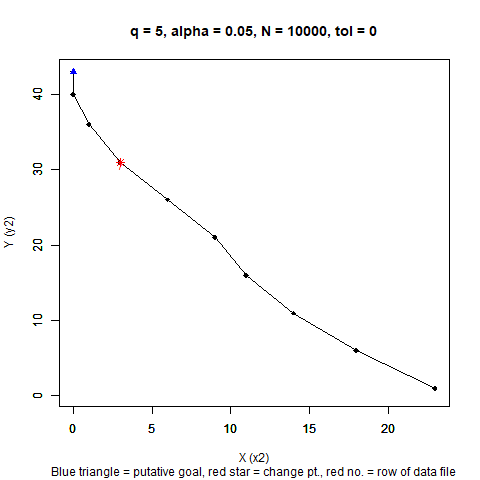 q = 5, alpha = 0.05, N = 10000, tol = 0
Y (y2)
40
30
20
10
0
0 5 10 15 20
X (x2)
Blue triangle = putative goal, red star = change pt., red no. = row of data file